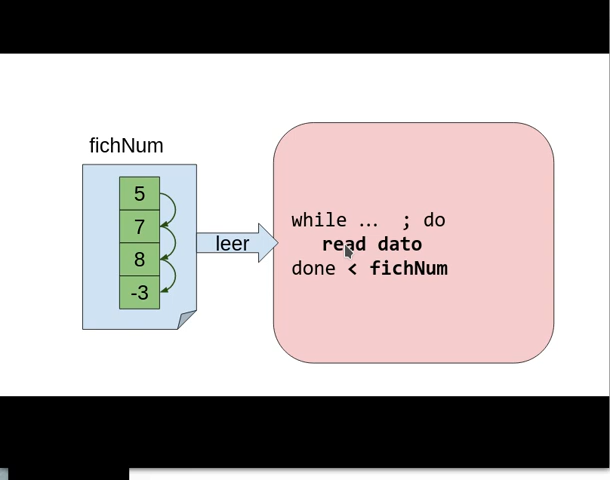 fichNum
5
7
8
-3
leer
while ... ; do
read dato
done < fichNum